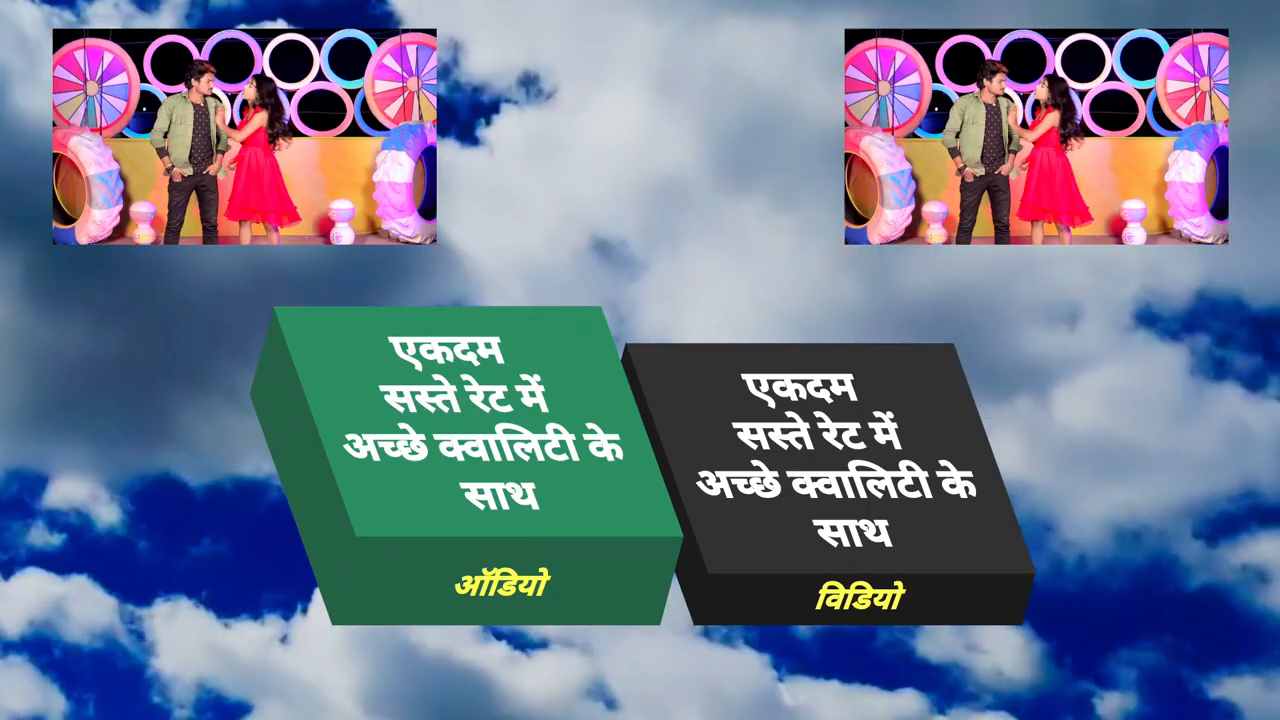 एकदम
सस्ते रेट में
अच्छे क्वालिटी के
साथ
ऑडियो
एकदम
सस्ते रेट में
अच्छे क्वालिटी के
साथ
विडियो